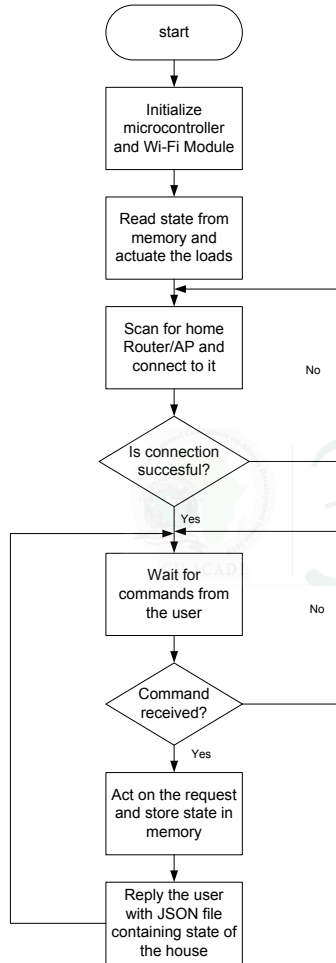 start
Initialize
microcontroller
and Wi-Fi Module
Read state from
memory and
actuate the loads
Scan for home
Router/AP and
connect to it
No
Is connection
succesful?
Yes
Wait for
commands from
the user
No
Command
received?
Yes
Act on the request
and store state in
memory
Reply the user
with JSON file
containing state of
the house